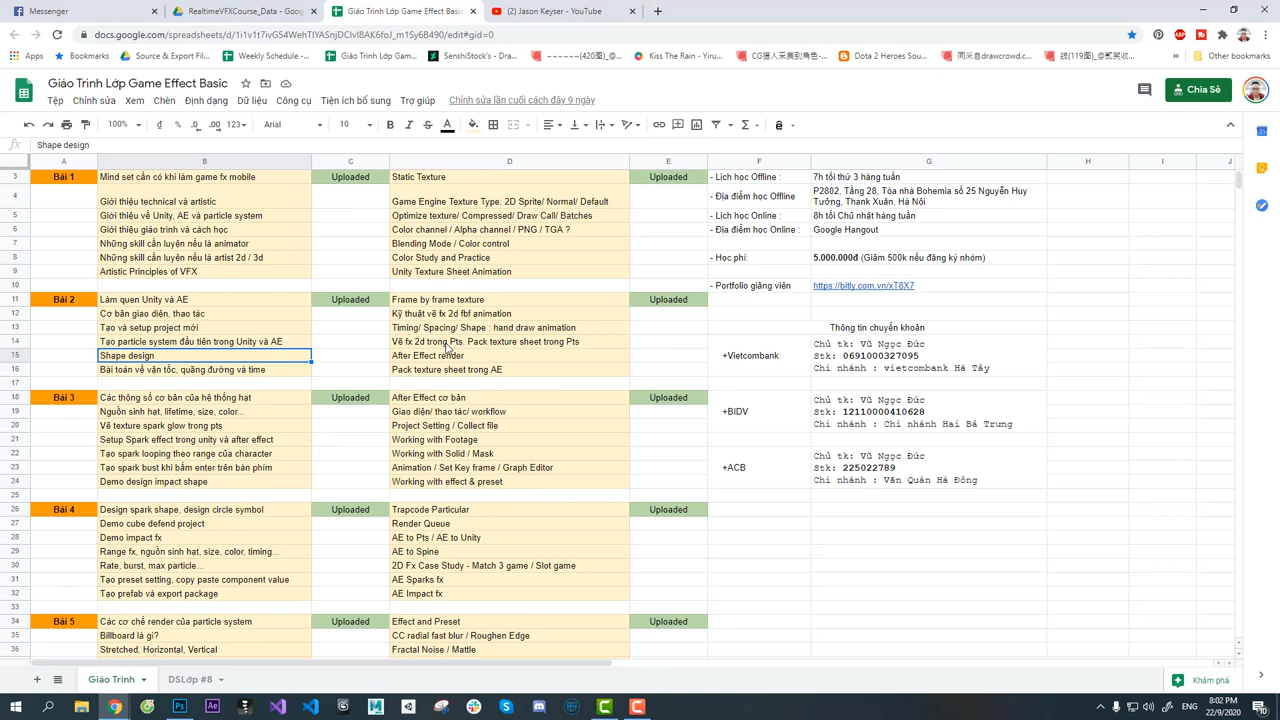 Messenger
RealtimeVFXCourse_Data - Goog
Giáo Trình Lớp Game Effect Basic
(2) Jason Keyser - YouTube
docs.google.com/spreadsheets/d/1i1v1t7ivG54WehTlYASnjDClvl8AK6foJ_m1Sy6B490/edit#gid=0
Apps
Bookmarks
Source & Export Fil...
Weekly Schedule -...
Giáo Trình Lớp Gam...
SenshiStock's - Dra...
~~~~~~(420图)_@...
Kiss The Rain - Yiru...
CG猎人采集到角色-...
Dota 2 Heroes Sou...
同采自drawcrowd.c...
Other bookmarks
Giáo Trình Lớp Game Effect Basic
Tệp Chỉnh sửa Xem Chèn Định dạng Dữ liệu Công cụ Tiện ích bổ sung Trợ giúp Chỉnh sửa lần cuối cách đây 9 ngày
Chia Sẻ
100% đ % .0 .00 123 Arial 10 B I S A
fx Shape design
A B C D E F G H I J
3 Bài 1 Mind set cần có khi làm game fx mobile Uploaded Static Texture Uploaded - Lịch học Offline : 7h tối thứ 3 hàng tuần
4 Giới thiệu technical và artistic Game Engine Texture Type: 2D Sprite/ Normal/ Default - Địa điểm học Offline P2802, Tầng 28, Tòa nhà Bohemia số 25 Nguyễn Huy
Tưởng, Thank Xuân, Hà Nội
5 Giới thiệu về Unity, AE và particle system Optimize texture/ Compressed/ Draw Call/ Batches - Lịch học Online : 8h tối Chủ nhật hàng tuần
6 Giới thiệu giáo trình và cách học Color channel / Alpha channel / PNG / TGA ? - Địa điểm học Online : Google Hangout
7 Những skill cần luyện nếu là animator Blending Mode / Color control
8 Những skill cần luyện nếu là artist 2d / 3d Color Study and Practice - Học phí: 5.000.000đ (Giảm 500k nếu đăng ký nhóm)
9 Artistic Principles of VFX Unity Texture Sheet Animation
10 - Portfolio giảng viên https://bitly.com.vn/xT8X7
11 Bài 2 Làm quen Unity và AE Uploaded Frame by frame texture Uploaded
12 Cơ bản giao diện, thao tác Kỹ thuật vẽ fx 2d fbf animation
13 Tạo và setup project mới Timing/ Spacing/ Shape : hand draw animation Thông tin chuyển khoản
14 Tạo particle system đầu tiên trong Unity và AE Vẽ fx 2d trong Pts. Pack texture sheet trong Pts Chủ tk: Vũ Ngọc Đức
15 Shape design After Effect render +Vietcombank: Stk: 0691000327095
16 Bài toán về vận tốc, quãng đường và time Pack texture sheet trong AE Chi nhánh : vietcombank Hà Tây
17
18 Bài 3 Các thông số cơ bản của hệ thống hạt Uploaded After Effect cơ bản Uploaded Chủ tk: Vũ Ngọc Đức
19 Nguồn sinh hạt, lifetime, size, color... Giao diện/ thao tác/ workflow +BIDV Stk: 12110000410628
20 Vẽ texture spark glow trong pts Project Setting / Collect file Chi nhánh : Chi nhánh Hai Bà Trung
21 Setup Spark effect trong unity và after effect Working with Footage
22 Tạo spark looping theo range của character Working with Solid / Mask Chủ tk: Vũ Ngọc Đức
23 Tạo spark bust khi bấm enter trên bàn phím Animation / Set Key frame / Graph Editor +ACB Stk: 225022789
24 Demo design impact shape Working with effect & preset Chi nhánh : Văn Quán Hà Đông
25
26 Bài 4 Design spark shape, design circle symbol Uploaded Trapcode Particular Uploaded
27 Demo cube defend project Render Queue
28 Demo impact fx AE to Pts / AE to Unity
29 Range fx, nguồn sinh hạt, size, color, timing... AE to Spine
30 Rate, burst, max particle... 2D Fx Case Study - Match 3 game / Slot game
31 Tạo preset setting, copy paste component value AE Sparks fx
32 Tạo prefab và export package AE Impact fx
33
34 Bài 5 Các cơ chế render của particle system Uploaded Effect and Preset Uploaded
35 Billboard là gì? CC radial fast blur / Roughen Edge
36 Stretched, Horizontal, Vertical Fractal Noise / Mattle
Giáo Trình DSLớp #8 Khám phá
8:02 PM
22/9/2020